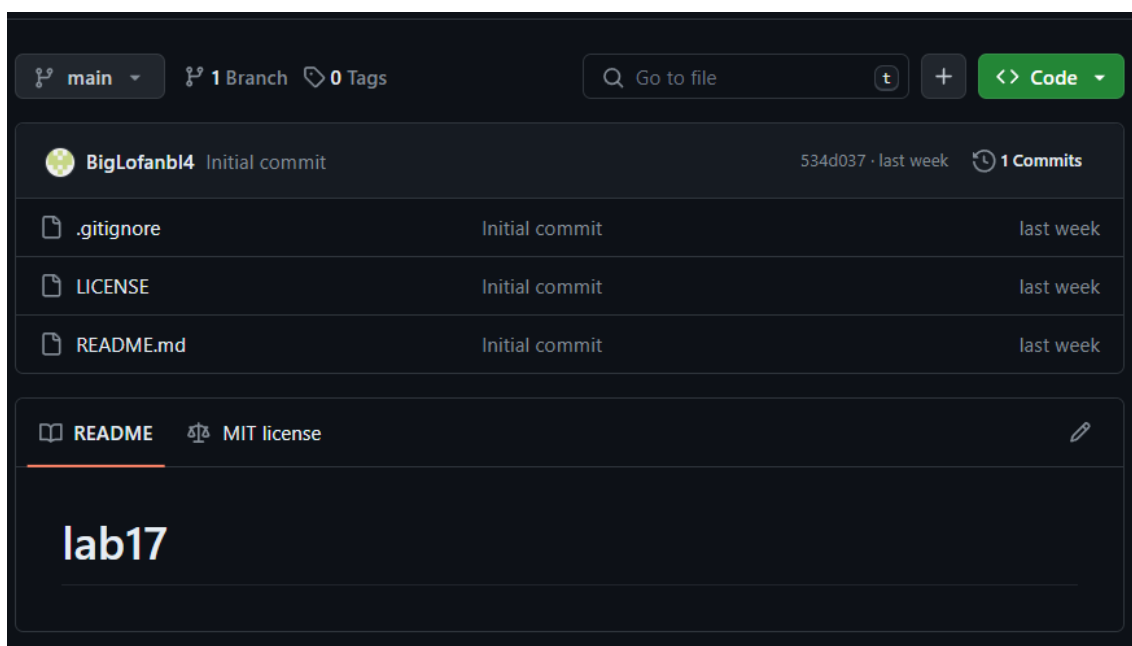 main 1 Branch 0 Tags Go to file t + <> Code
BigLofanbl4 Initial commit 534d037 · last week 1 Commits
.gitignore Initial commit last week
LICENSE Initial commit last week
README.md Initial commit last week
README MIT license
lab17